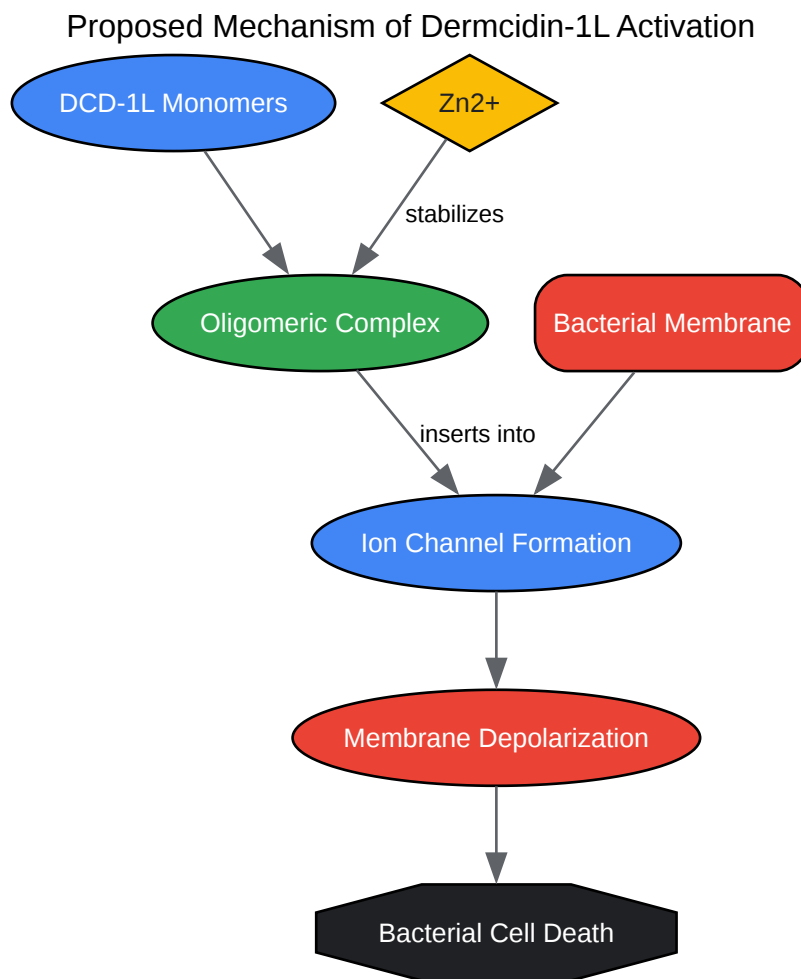 Proposed Mechanism of Dermcidin-1L Activation
DCD-1L Monomers
Zn2+
stabilizes
Oligomeric Complex
Bacterial Membrane
inserts into
Ion Channel Formation
Membrane Depolarization
Bacterial Cell Death